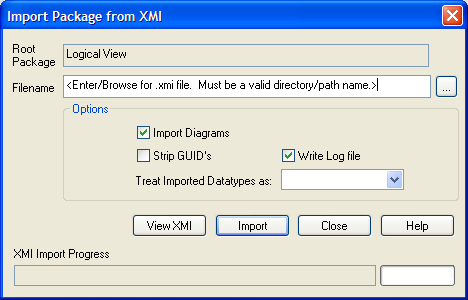 Import Package from XMI
Root
Package
Logical View
Filename
<Enter/Browse for .xmi file.  Must be a valid directory/path name.>
...
Options
Import Diagrams
Strip GUID's
Write Log file
Treat Imported Datatypes as:
View XMI
Import
Close
Help
XMI Import Progress